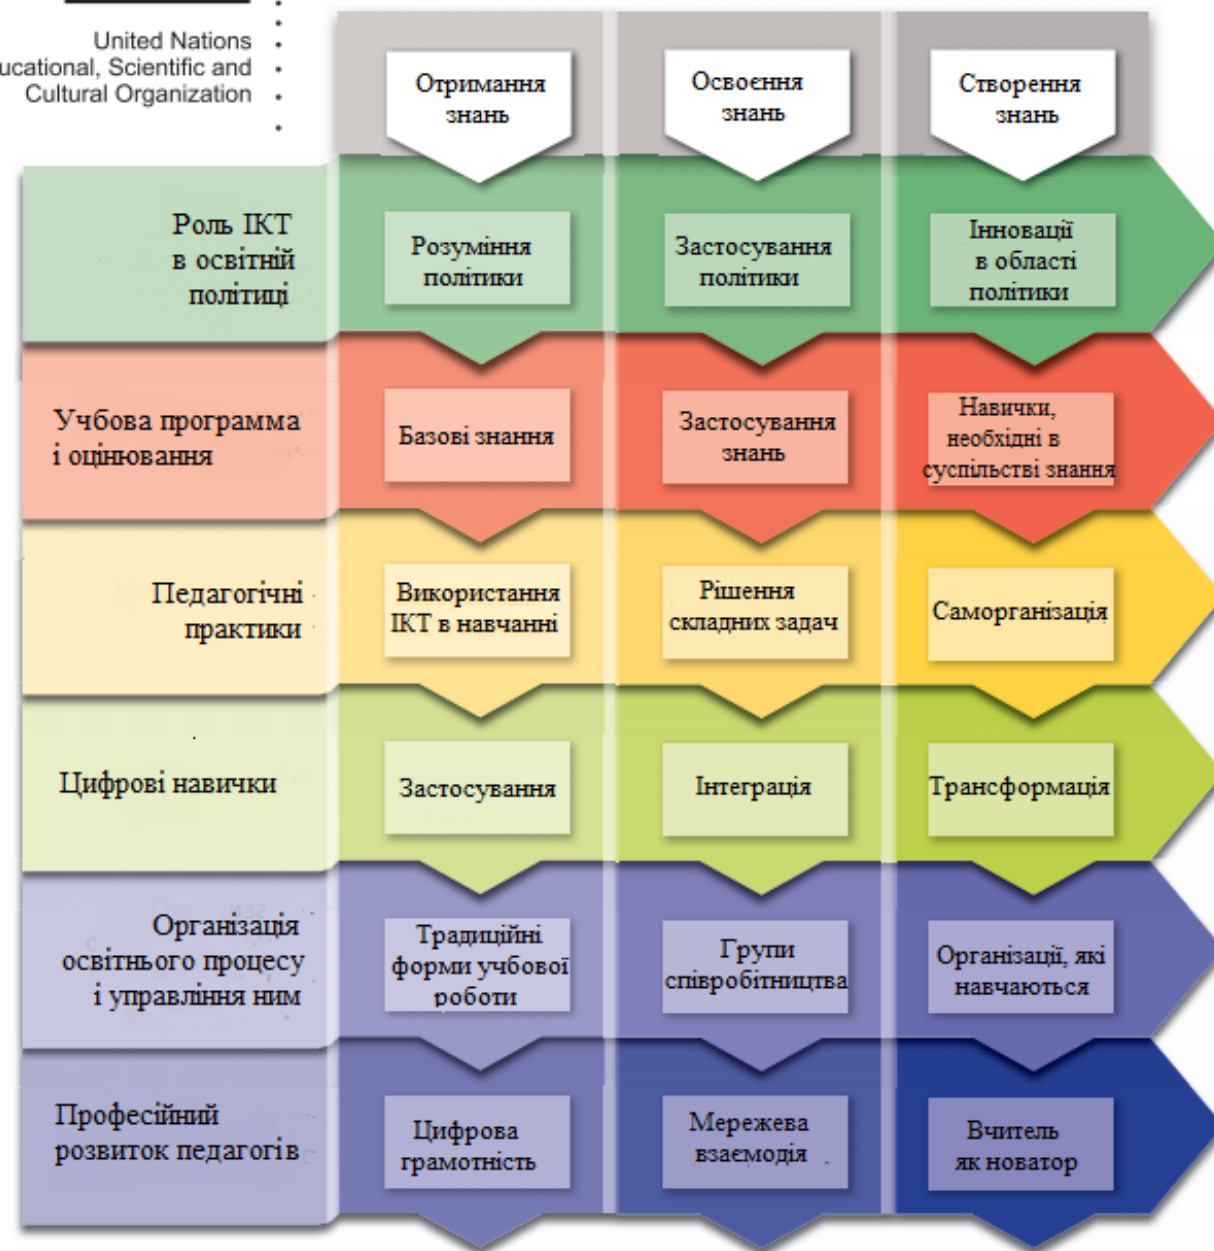 United Nations
ucational, Scientific and
Cultural Organization
Отримання
знань
Освоєння
знань
Створення
знань
Роль ІКТ
в освітній
політиці
Розуміння
політики
Застосування
політики
Інновації
в області
політики
Учбова программа
і оцінювання
Базові знання
Застосування
знань
Навички,
необхідні в
суспільстві знання
Педагогічні
практики
Використання
ІКТ в навчанні
Рішення
складних задач
Саморганізація
Цифрові навички
Застосування
Інтеграція
Трансформація
Організація
освітнього процесу
і управління ним
Традиційні
форми учбової
роботи
Групи
співробітництва
Організації, які
навчаються
Професійний
розвиток педагогів
Цифрова
грамотність
Мережева
взаємодія
Вчитель
як новатор